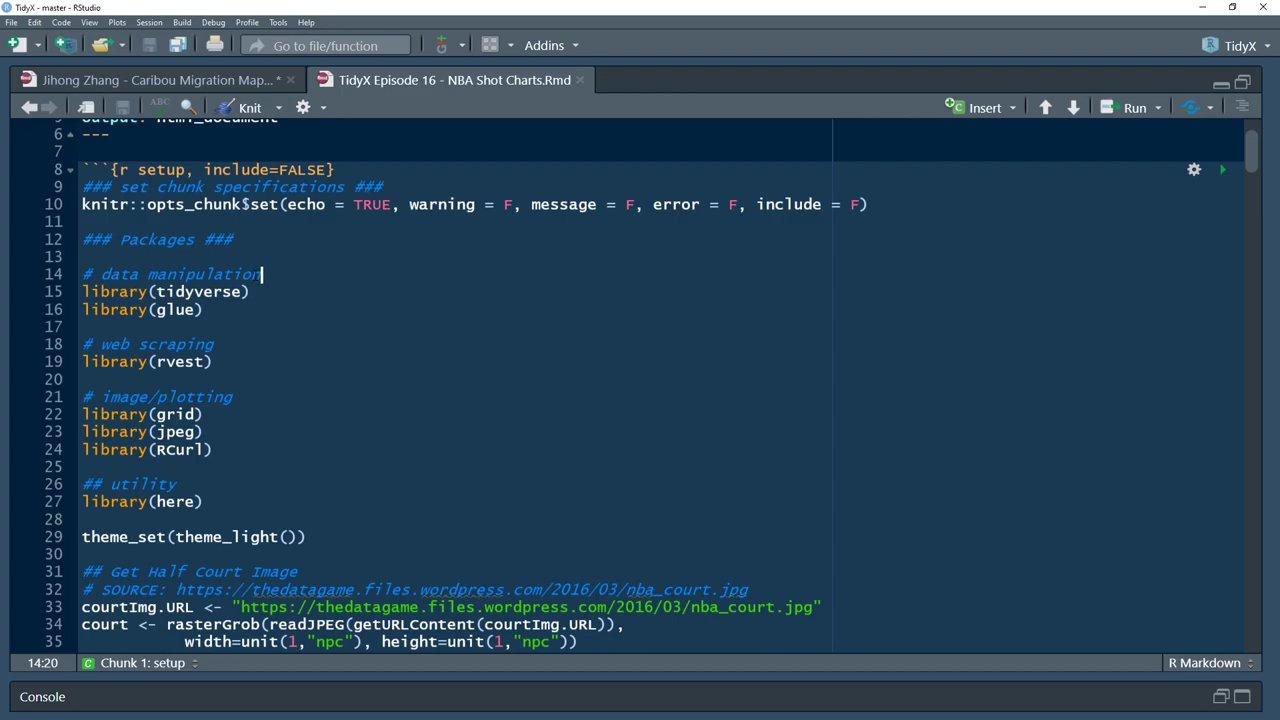 TidyX - master - RStudio
File Edit Code View Plots Session Build Debug Profile Tools Help
Go to file/function Addins TidyX
Jihong Zhang - Caribou Migration Map...* TidyX Episode 16 - NBA Shot Charts.Rmd
ABC Knit Insert Run
output: html_document
6 ---
7
8 ```{r setup, include=FALSE}
9 ### set chunk specifications ###
10 knitr::opts_chunk$set(echo = TRUE, warning = F, message = F, error = F, include = F)
11
12 ### Packages ###
13
14 # data manipulation
15 library(tidyverse)
16 library(glue)
17
18 # web scraping
19 library(rvest)
20
21 # image/plotting
22 library(grid)
23 library(jpeg)
24 library(RCurl)
25
26 ## utility
27 library(here)
28
29 theme_set(theme_light())
30
31 ## Get Half Court Image
32 # SOURCE: https://thedatagame.files.wordpress.com/2016/03/nba_court.jpg
33 courtImg.URL <- "https://thedatagame.files.wordpress.com/2016/03/nba_court.jpg"
34 court <- rasterGrob(readJPEG(getURLContent(courtImg.URL)),
35 width=unit(1,"npc"), height=unit(1,"npc"))
14:20 Chunk 1: setup R Markdown
Console